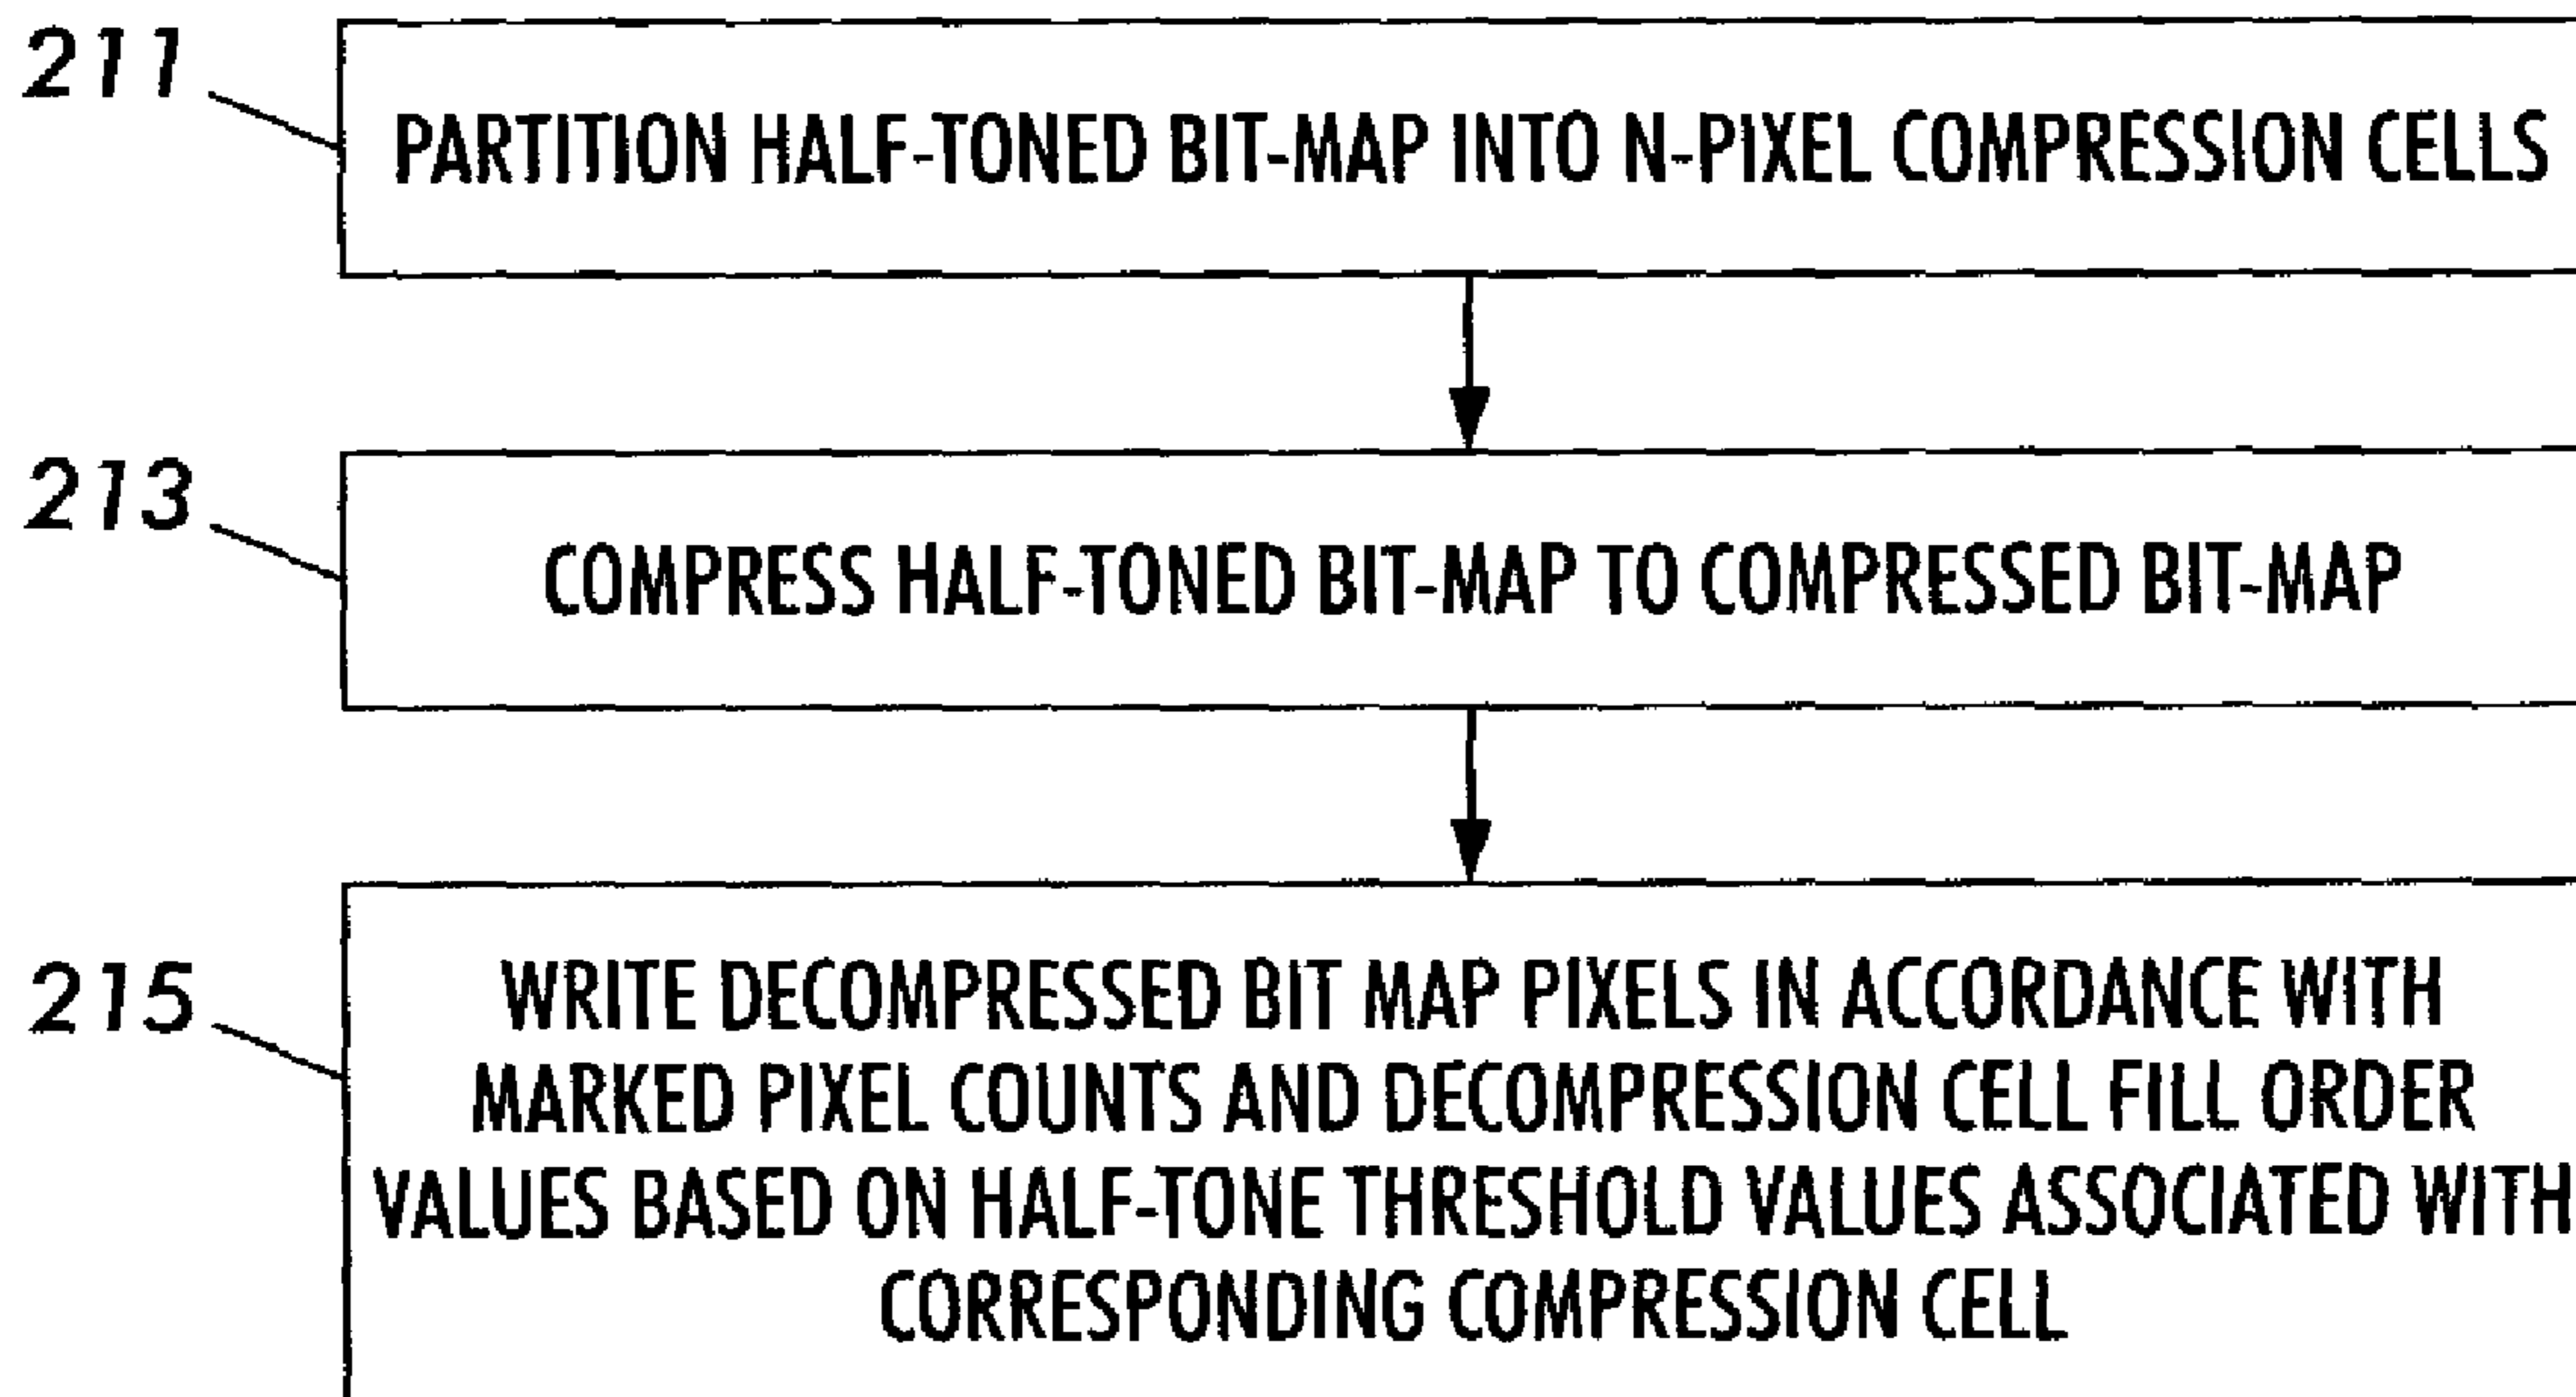 211
PARTITION HALF-TONED BIT-MAP INTO N-PIXEL COMPRESSION CELLS
213
COMPRESS HALF-TONED BIT-MAP TO COMPRESSED BIT-MAP
215
WRITE DECOMPRESSED BIT MAP PIXELS IN ACCORDANCE WITH
MARKED PIXEL COUNTS AND DECOMPRESSION CELL FILL ORDER
VALUES BASED ON HALF-TONE THRESHOLD VALUES ASSOCIATED WITH
CORRESPONDING COMPRESSION CELL